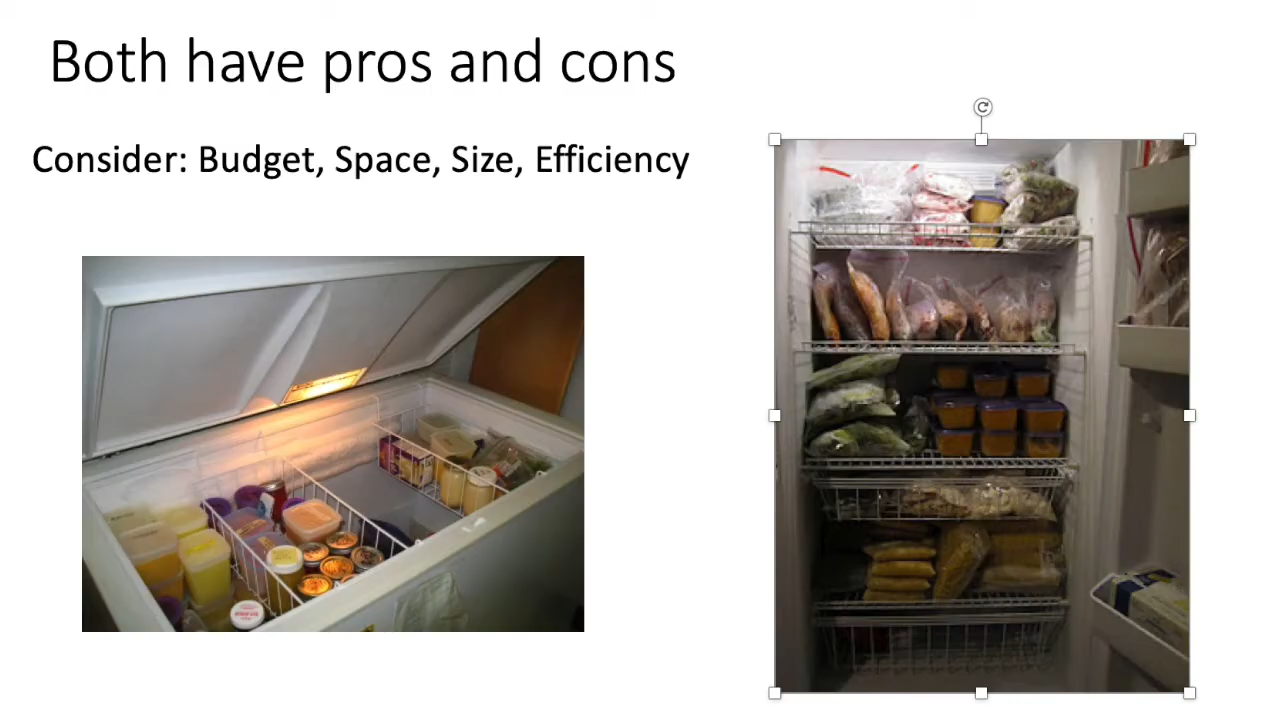 Both have pros and cons
Consider: Budget, Space, Size, Efficiency